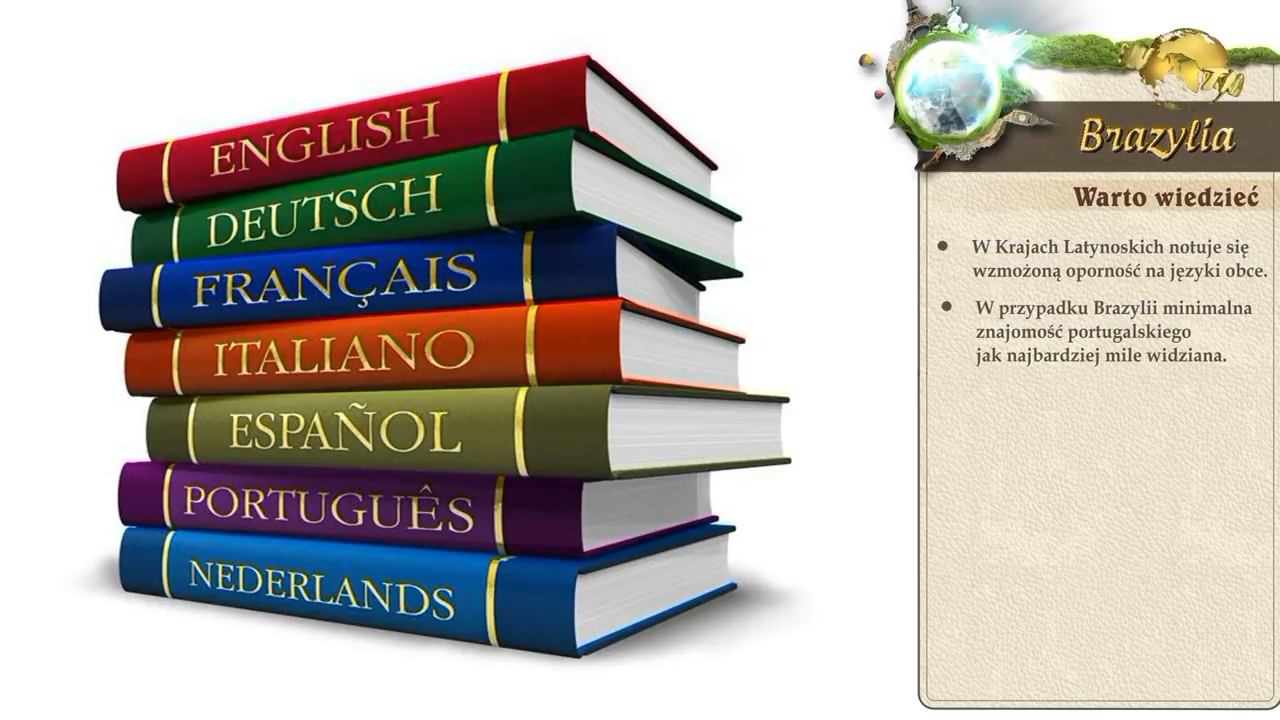 ENGLISH
DEUTSCH
FRANÇAIS
ITALIANO
ESPAÑOL
PORTUGUÊS
NEDERLANDS
Brazylia
Warto wiedzieć
• W Krajach Latynoskich notuje się
wzmożoną oporność na języki obce.
• W przypadku Brazylii minimalna
znajomość portugalskiego
jak najbardziej mile widziana.